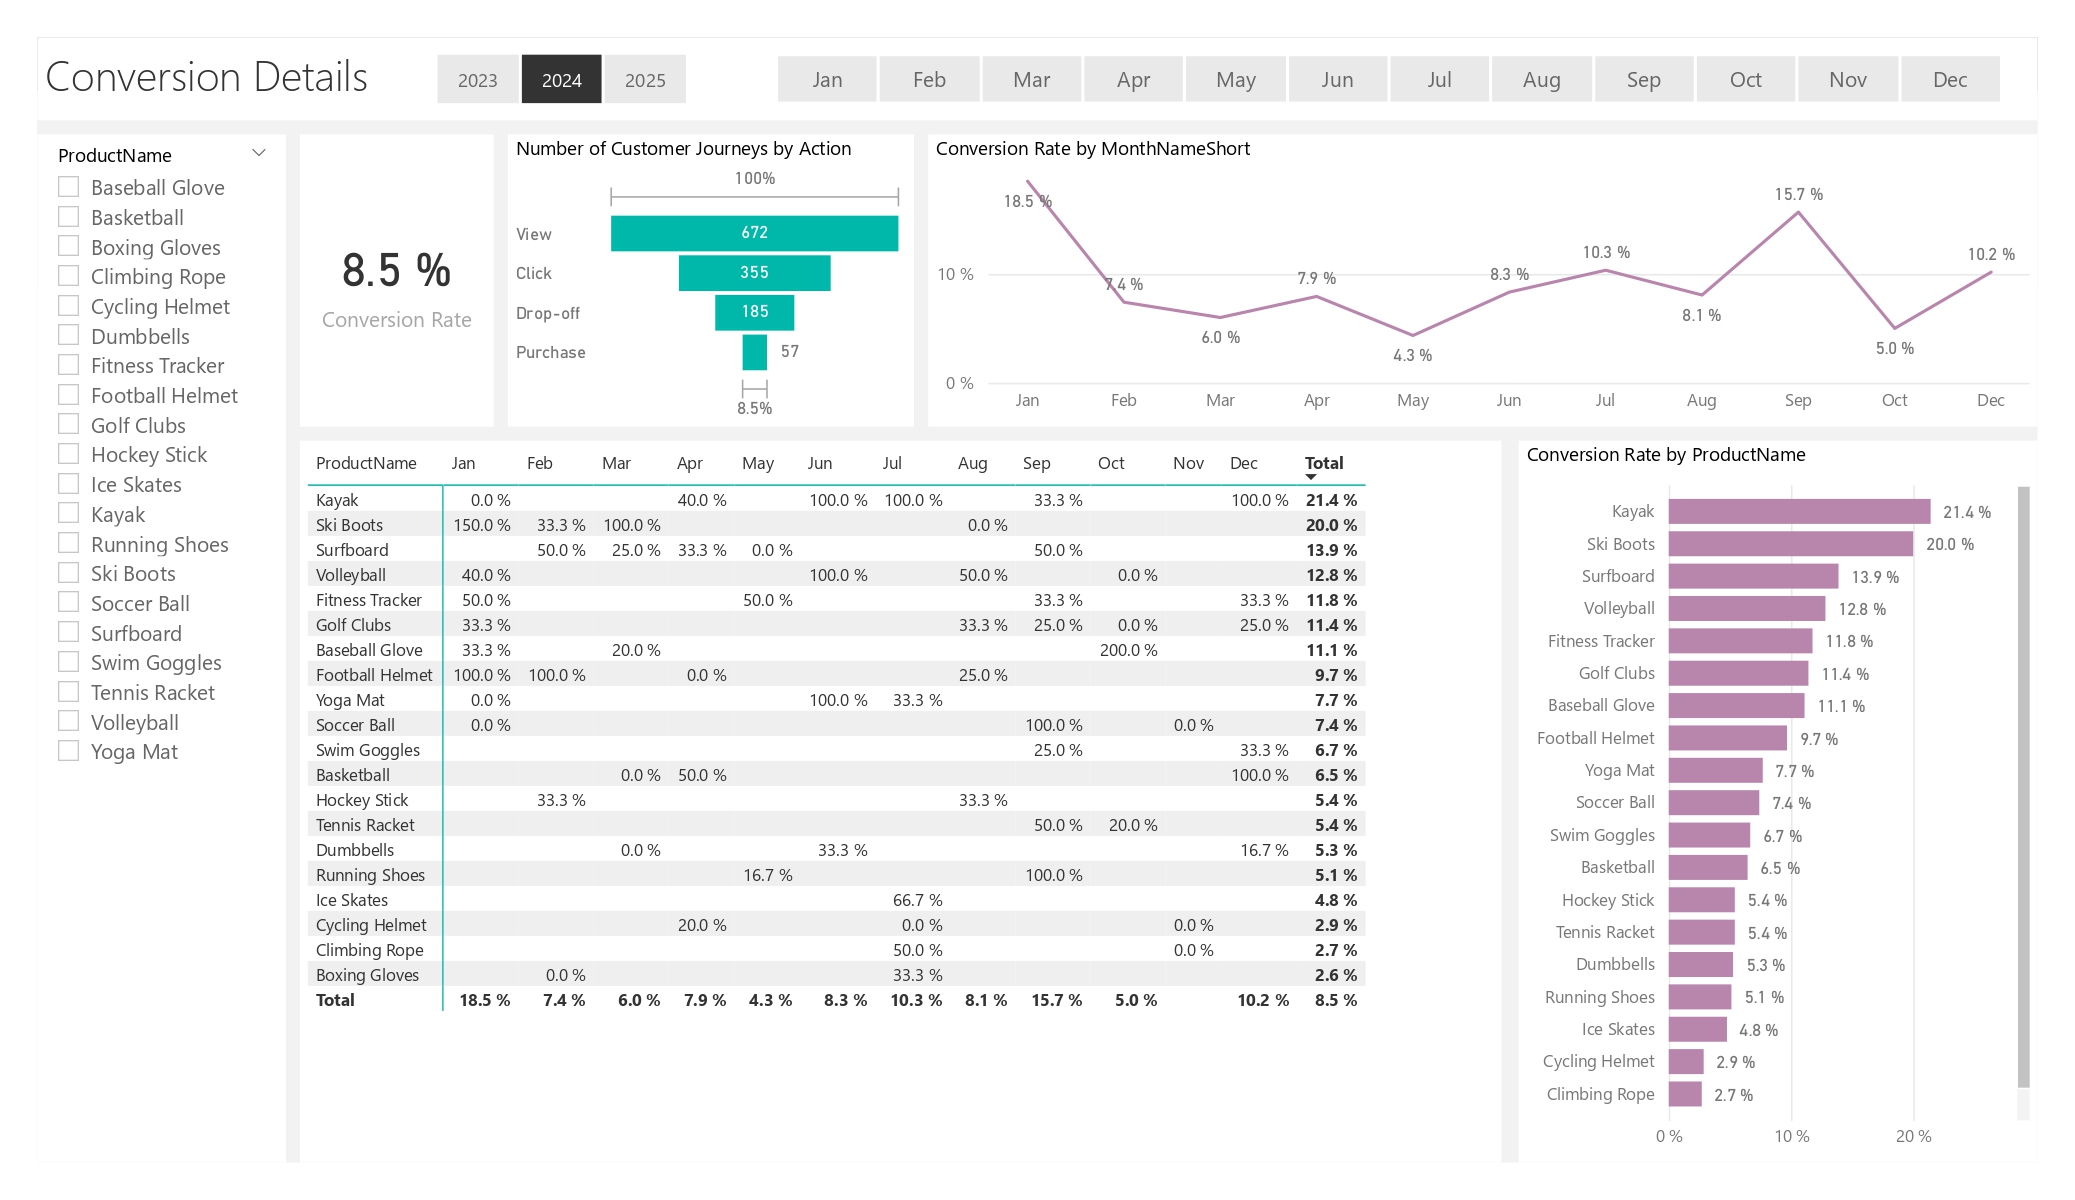 Conversion Details
2023 2024 2025
Jan Feb Mar Apr May Jun Jul Aug Sep Oct Nov Dec
ProductName
Baseball Glove
Basketball
Boxing Gloves
Climbing Rope
Cycling Helmet
Dumbbells
Fitness Tracker
Football Helmet
Golf Clubs
Hockey Stick
Ice Skates
Kayak
Running Shoes
Ski Boots
Soccer Ball
Surfboard
Swim Goggles
Tennis Racket
Volleyball
Yoga Mat
8.5 %
Conversion Rate
Number of Customer Journeys by Action
100%
View 672
Click 355
Drop-off 185
Purchase 57
8.5%
Conversion Rate by MonthNameShort
10 %
0 %
18.5 % 7.4 % 6.0 % 7.9 % 4.3 % 8.3 % 10.3 % 8.1 % 15.7 % 5.0 % 10.2 %
Jan Feb Mar Apr May Jun Jul Aug Sep Oct Dec
ProductName Jan Feb Mar Apr May Jun Jul Aug Sep Oct Nov Dec Total
Kayak 0.0 % 40.0 % 100.0 % 100.0 % 33.3 % 100.0 % 21.4 %
Ski Boots 150.0 % 33.3 % 100.0 % 0.0 % 20.0 %
Surfboard 50.0 % 25.0 % 33.3 % 0.0 % 50.0 % 13.9 %
Volleyball 40.0 % 100.0 % 50.0 % 0.0 % 12.8 %
Fitness Tracker 50.0 % 50.0 % 33.3 % 33.3 % 11.8 %
Golf Clubs 33.3 % 33.3 % 25.0 % 0.0 % 25.0 % 11.4 %
Baseball Glove 33.3 % 20.0 % 200.0 % 11.1 %
Football Helmet 100.0 % 100.0 % 0.0 % 25.0 % 9.7 %
Yoga Mat 0.0 % 100.0 % 33.3 % 7.7 %
Soccer Ball 0.0 % 100.0 % 0.0 % 7.4 %
Swim Goggles 25.0 % 33.3 % 6.7 %
Basketball 0.0 % 50.0 % 100.0 % 6.5 %
Hockey Stick 33.3 % 33.3 % 5.4 %
Tennis Racket 50.0 % 20.0 % 5.4 %
Dumbbells 0.0 % 33.3 % 16.7 % 5.3 %
Running Shoes 16.7 % 100.0 % 5.1 %
Ice Skates 66.7 % 4.8 %
Cycling Helmet 20.0 % 0.0 % 0.0 % 2.9 %
Climbing Rope 50.0 % 0.0 % 2.7 %
Boxing Gloves 0.0 % 33.3 % 2.6 %
Total 18.5 % 7.4 % 6.0 % 7.9 % 4.3 % 8.3 % 10.3 % 8.1 % 15.7 % 5.0 % 10.2 % 8.5 %
Conversion Rate by ProductName
Kayak 21.4 %
Ski Boots 20.0 %
Surfboard 13.9 %
Volleyball 12.8 %
Fitness Tracker 11.8 %
Golf Clubs 11.4 %
Baseball Glove 11.1 %
Football Helmet 9.7 %
Yoga Mat 7.7 %
Soccer Ball 7.4 %
Swim Goggles 6.7 %
Basketball 6.5 %
Hockey Stick 5.4 %
Tennis Racket 5.4 %
Dumbbells 5.3 %
Running Shoes 5.1 %
Ice Skates 4.8 %
Cycling Helmet 2.9 %
Climbing Rope 2.7 %
0 % 10 % 20 %